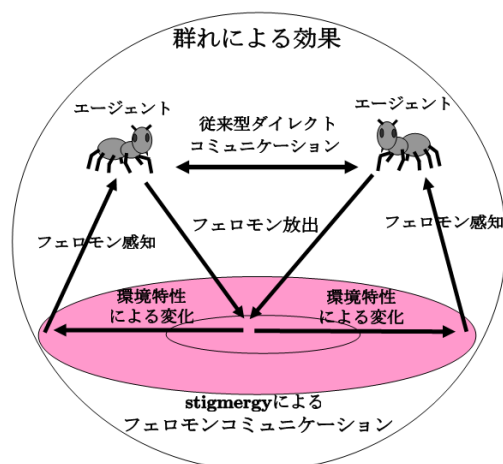 群れによる効果
エージェント
エージェント
従来型ダイレクト
コミュニケーション
フェロモン放出
フェロモン感知
フェロモン感知
環境特性
による変化
環境特性
による変化
stigmergyによる
フェロモンコミュニケーション